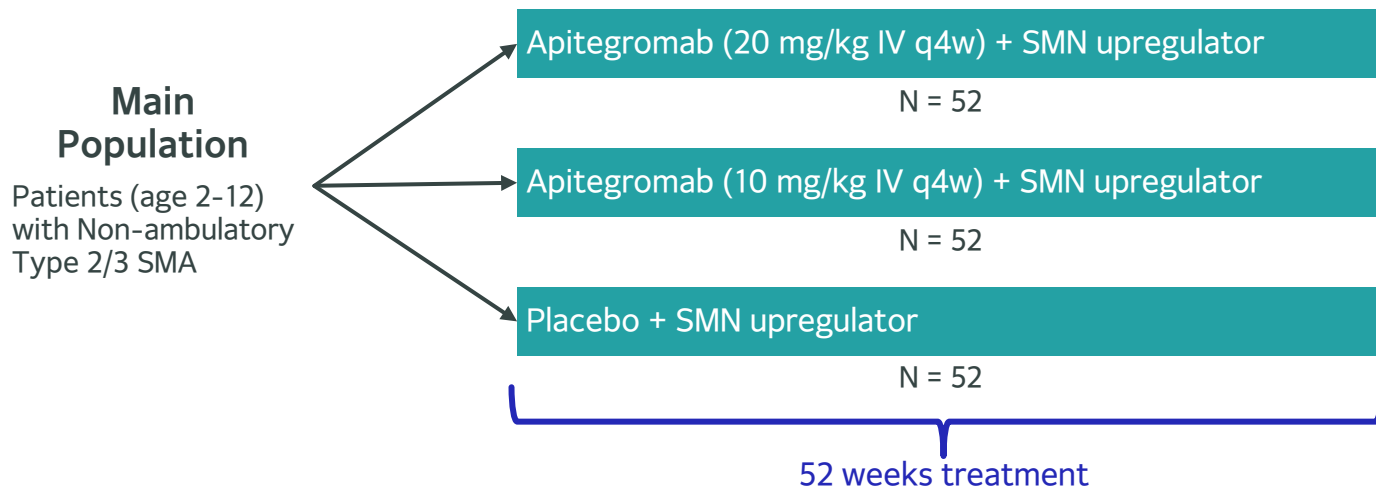 Main
Population
Patients (age 2-12)
with Non-ambulatory
Type 2/3 SMA
Apitegromab (20 mg/kg IV q4w) + SMN upregulator
N = 52
Apitegromab (10 mg/kg IV q4w) + SMN upregulator
N = 52
Placebo + SMN upregulator
N = 52
52 weeks treatment